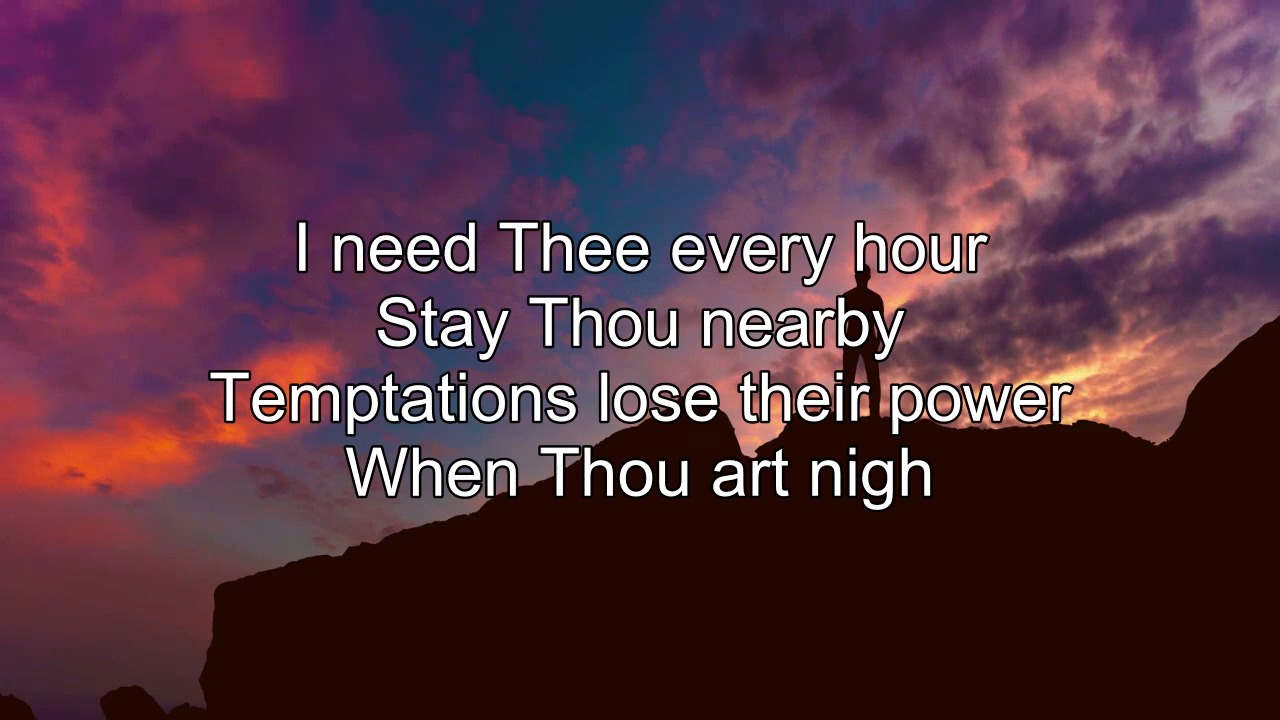 I need Thee every hour
Stay Thou nearby
Temptations lose their power
When Thou art nigh